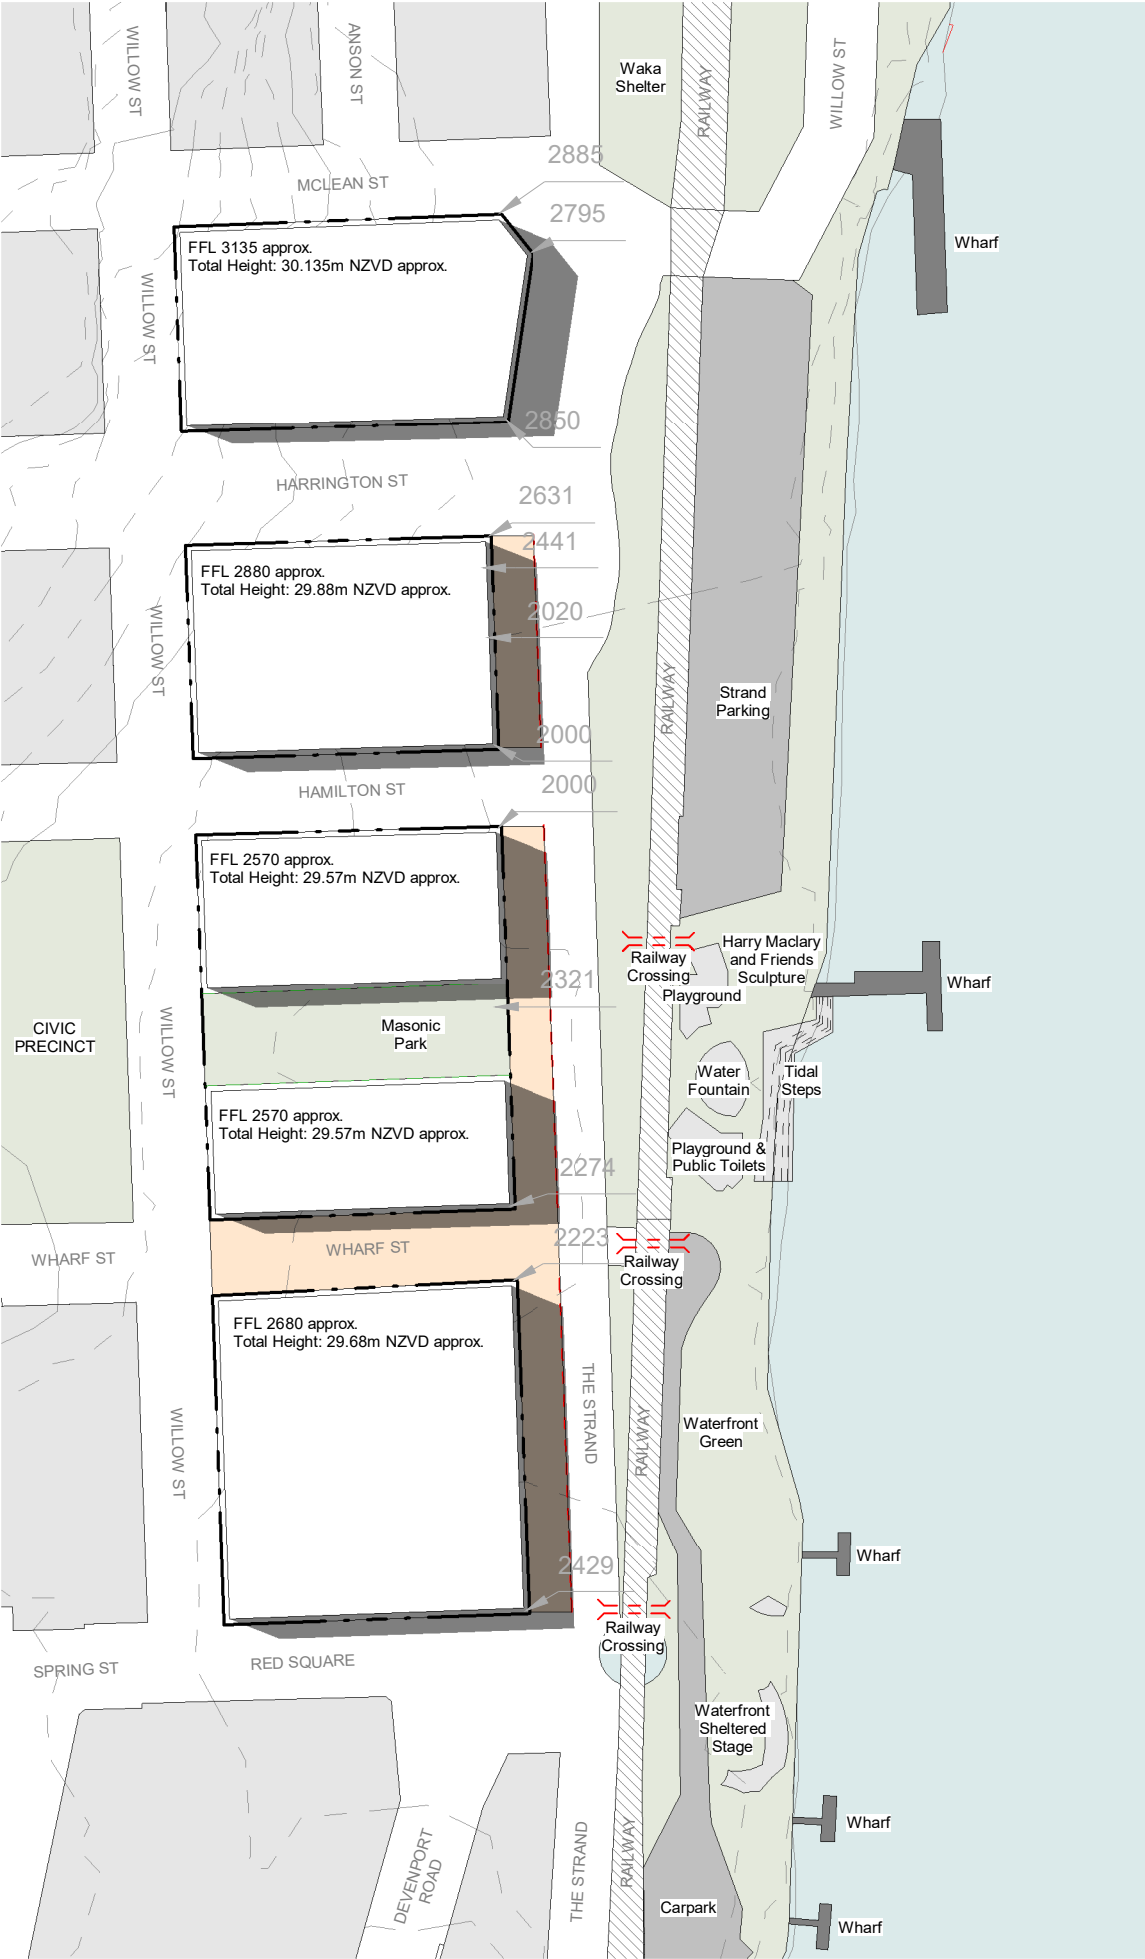 WILLOW ST
ANSON ST
Waka
Shelter
RAILWAY
WILLOW ST
2885
MCLEAN ST
2795
Wharf
FFL 3135 approx.
Total Height: 30.135m NZVD approx.
WILLOW ST
2850
HARRINGTON ST
2631
2441
FFL 2880 approx.
Total Height: 29.88m NZVD approx.
2020
WILLOW ST
RAILWAY
Strand
Parking
2000
HAMILTON ST
2000
FFL 2570 approx.
Total Height: 29.57m NZVD approx.
Harry Maclary
and Friends
Sculpture
Railway
Crossing
Playground
2321
Wharf
CIVIC
PRECINCT
WILLOW ST
Masonic
Park
Water
Fountain
Tidal
Steps
FFL 2570 approx.
Total Height: 29.57m NZVD approx.
Playground &
Public Toilets
2274
2223
WHARF ST
WHARF ST
Railway
Crossing
FFL 2680 approx.
Total Height: 29.68m NZVD approx.
THE STRAND
WILLOW ST
RAILWAY
Waterfront
Green
2429
Wharf
Railway
Crossing
SPRING ST
RED SQUARE
Waterfront
Sheltered
Stage
Wharf
DEVENPORT
ROAD
THE STRAND
RAILWAY
Carpark
Wharf